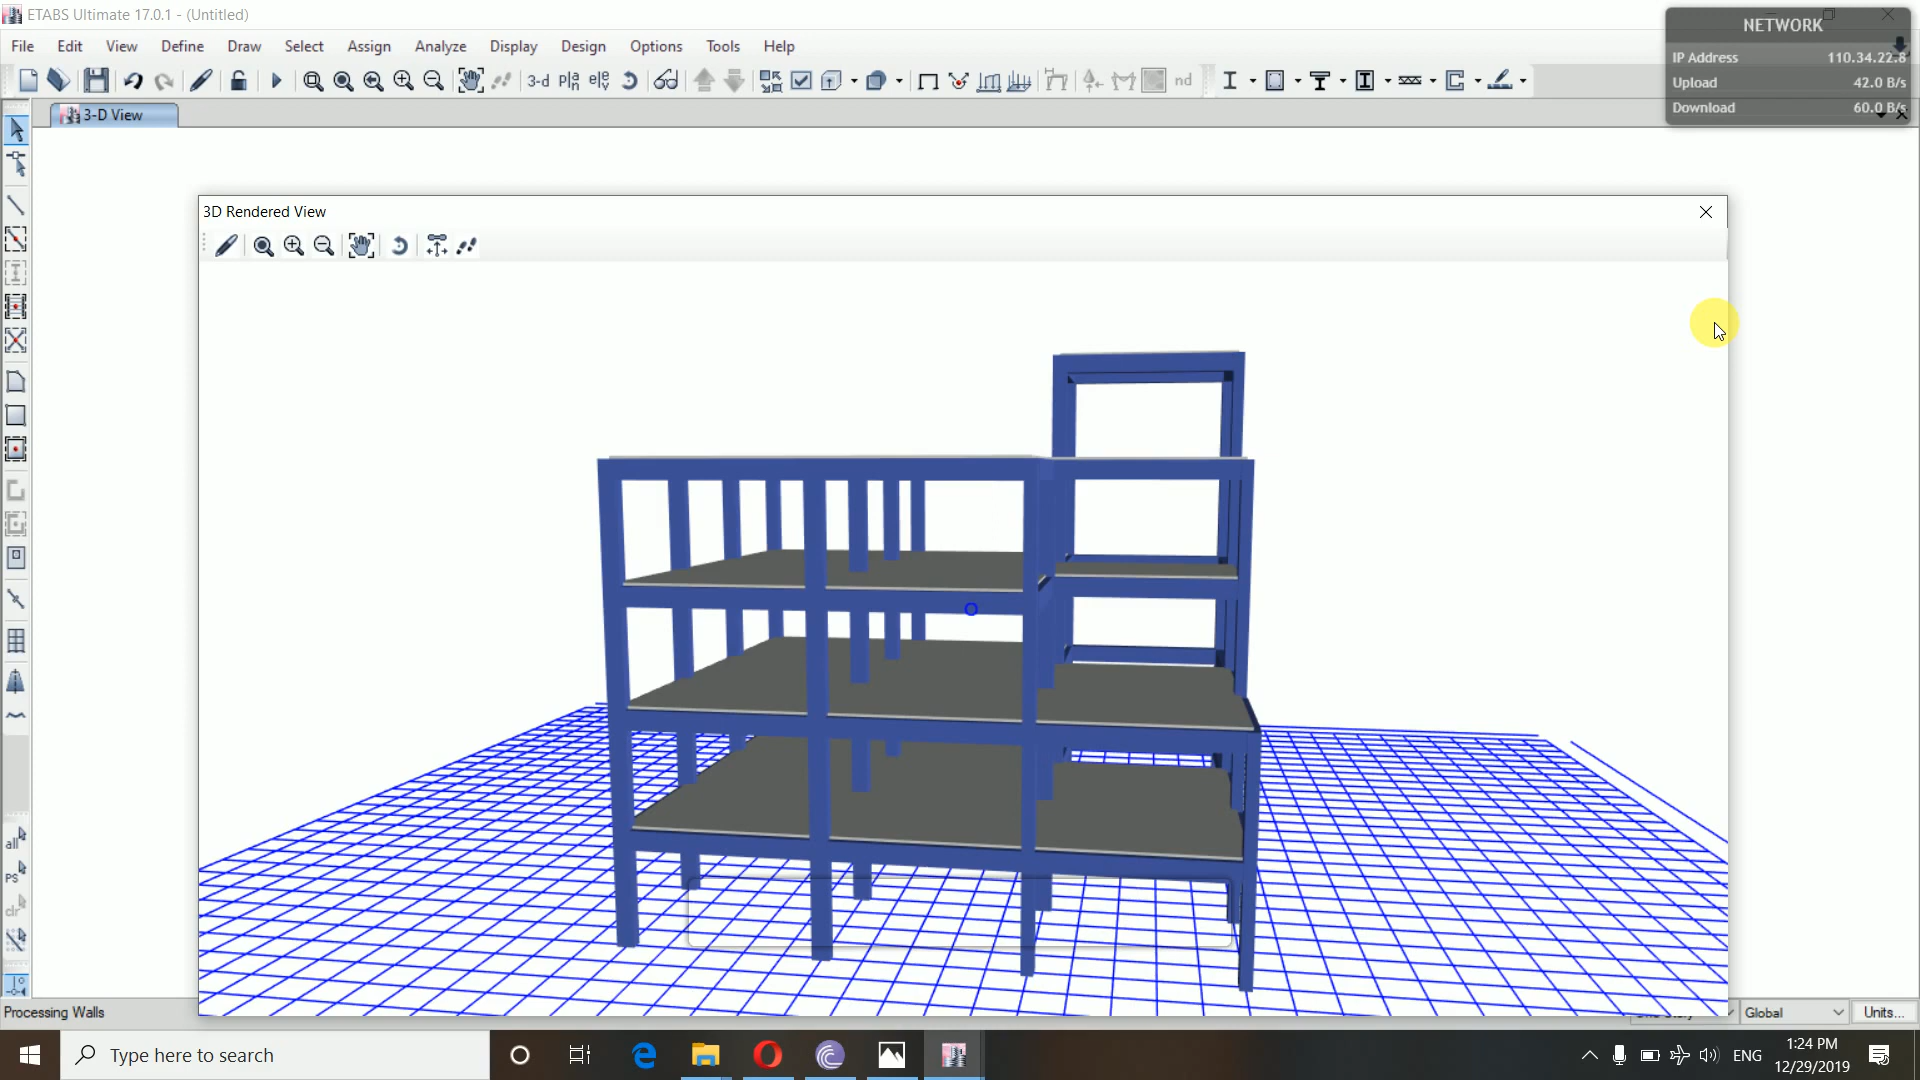 ETABS Ultimate 17.0.1 - (Untitled)
File Edit View Define Draw Select Assign Analyze Display Design Options Tools Help
3-d
nd
NETWORK
IP Address 110.34.22.8
Upload 42.0 B/s
Download 60.0 B/s
3-D View
3D Rendered View
all
ps
clr
Processing Walls
Global
Units...
Type here to search
ENG
1:24 PM
12/29/2019